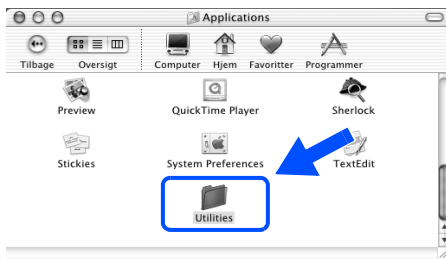 Applications
Tilbage Oversigt Computer Hjem Favoritter Programmer
Preview QuickTime Player Sherlock
Stickies System Preferences TextEdit
Utilities